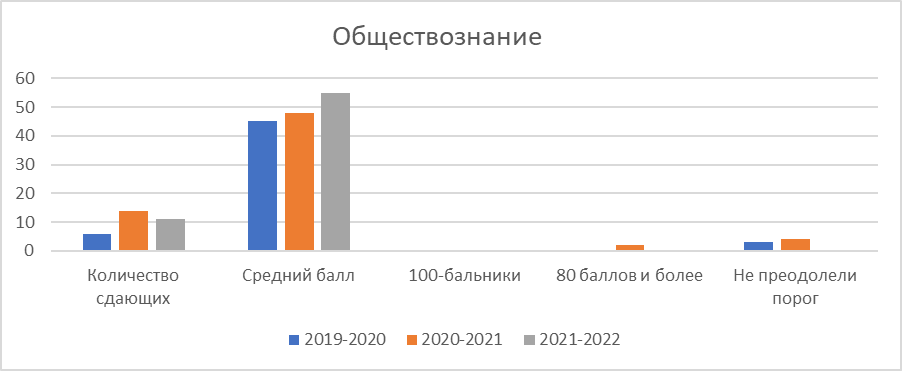 Обществознание
60
50
40
30
20
10
0
Количество сдающих
Средний балл
100-бальники
80 баллов и более
Не преодолели порог
2019-2020
2020-2021
2021-2022